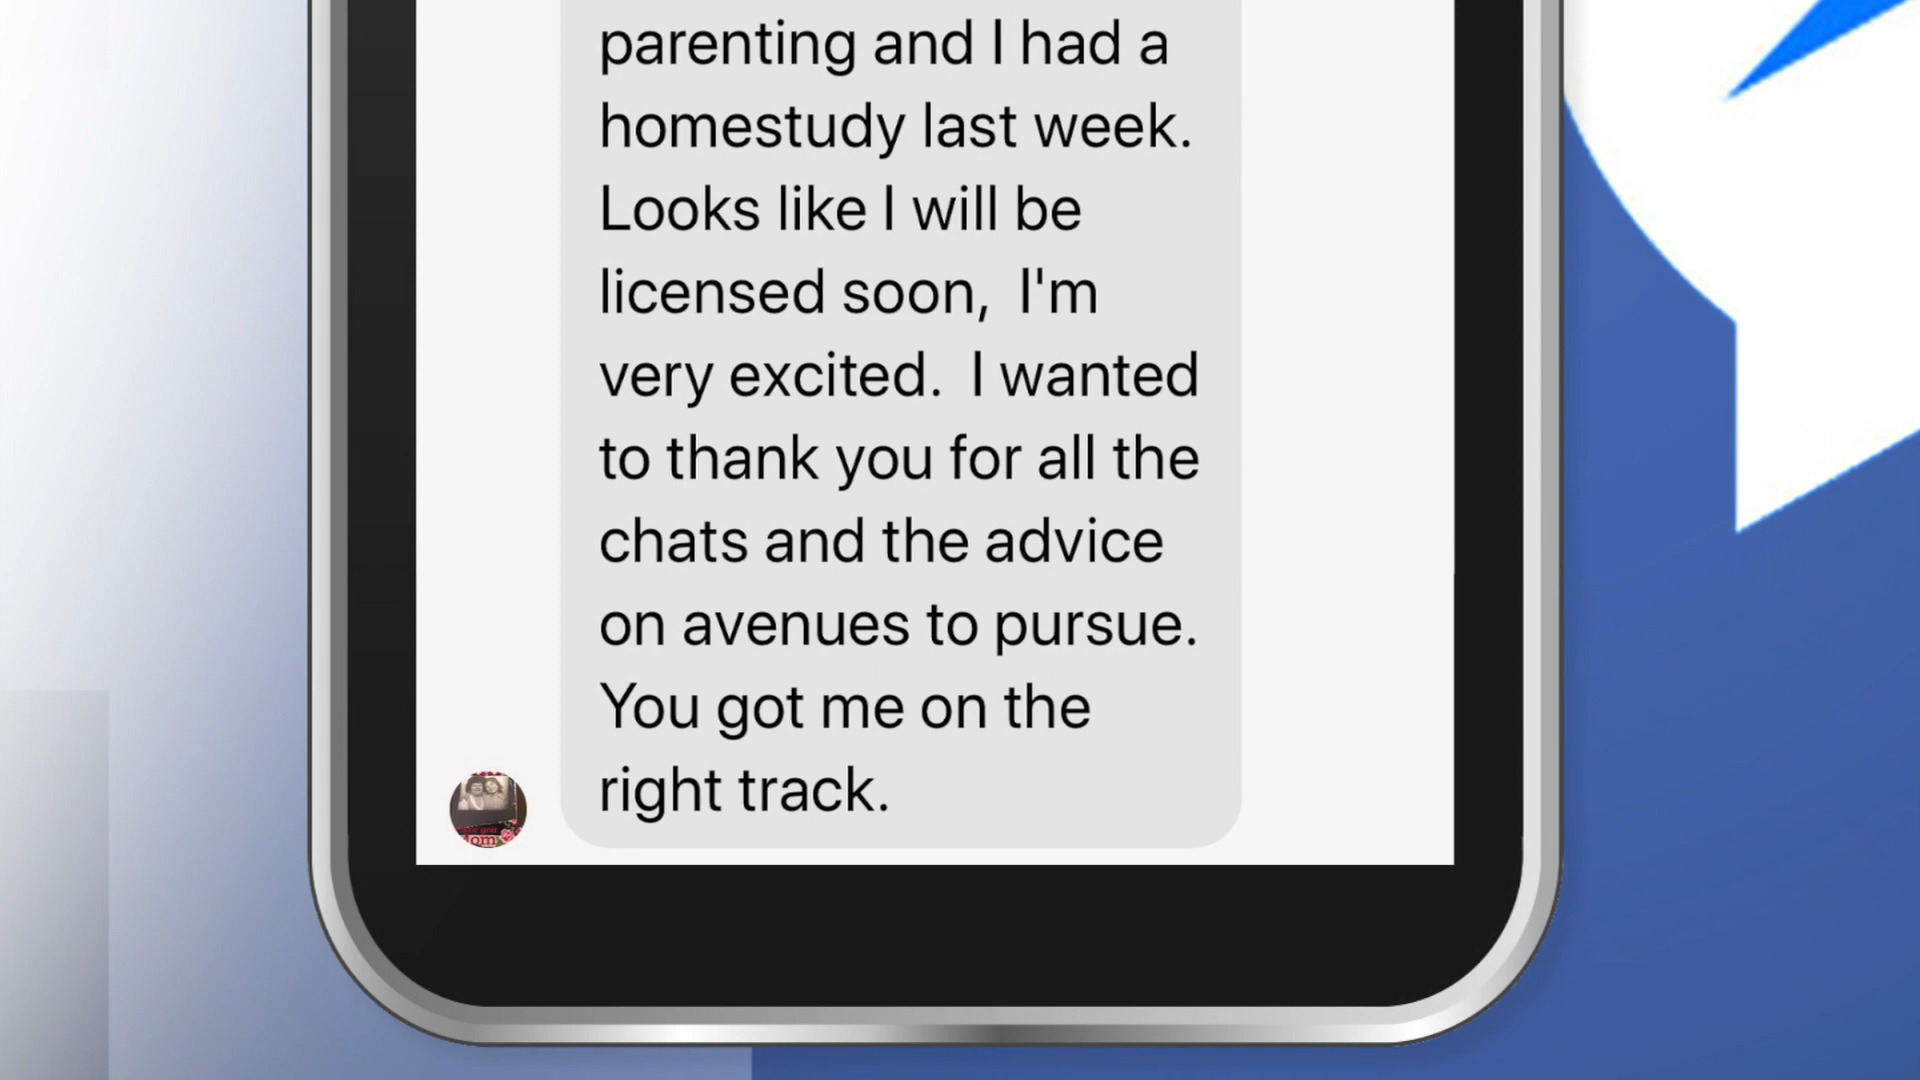 parenting and I had a
homestudy last week.
Looks like I will be
licensed soon,  I'm
very excited.  I wanted
to thank you for all the
chats and the advice
on avenues to pursue.
You got me on the
right track.